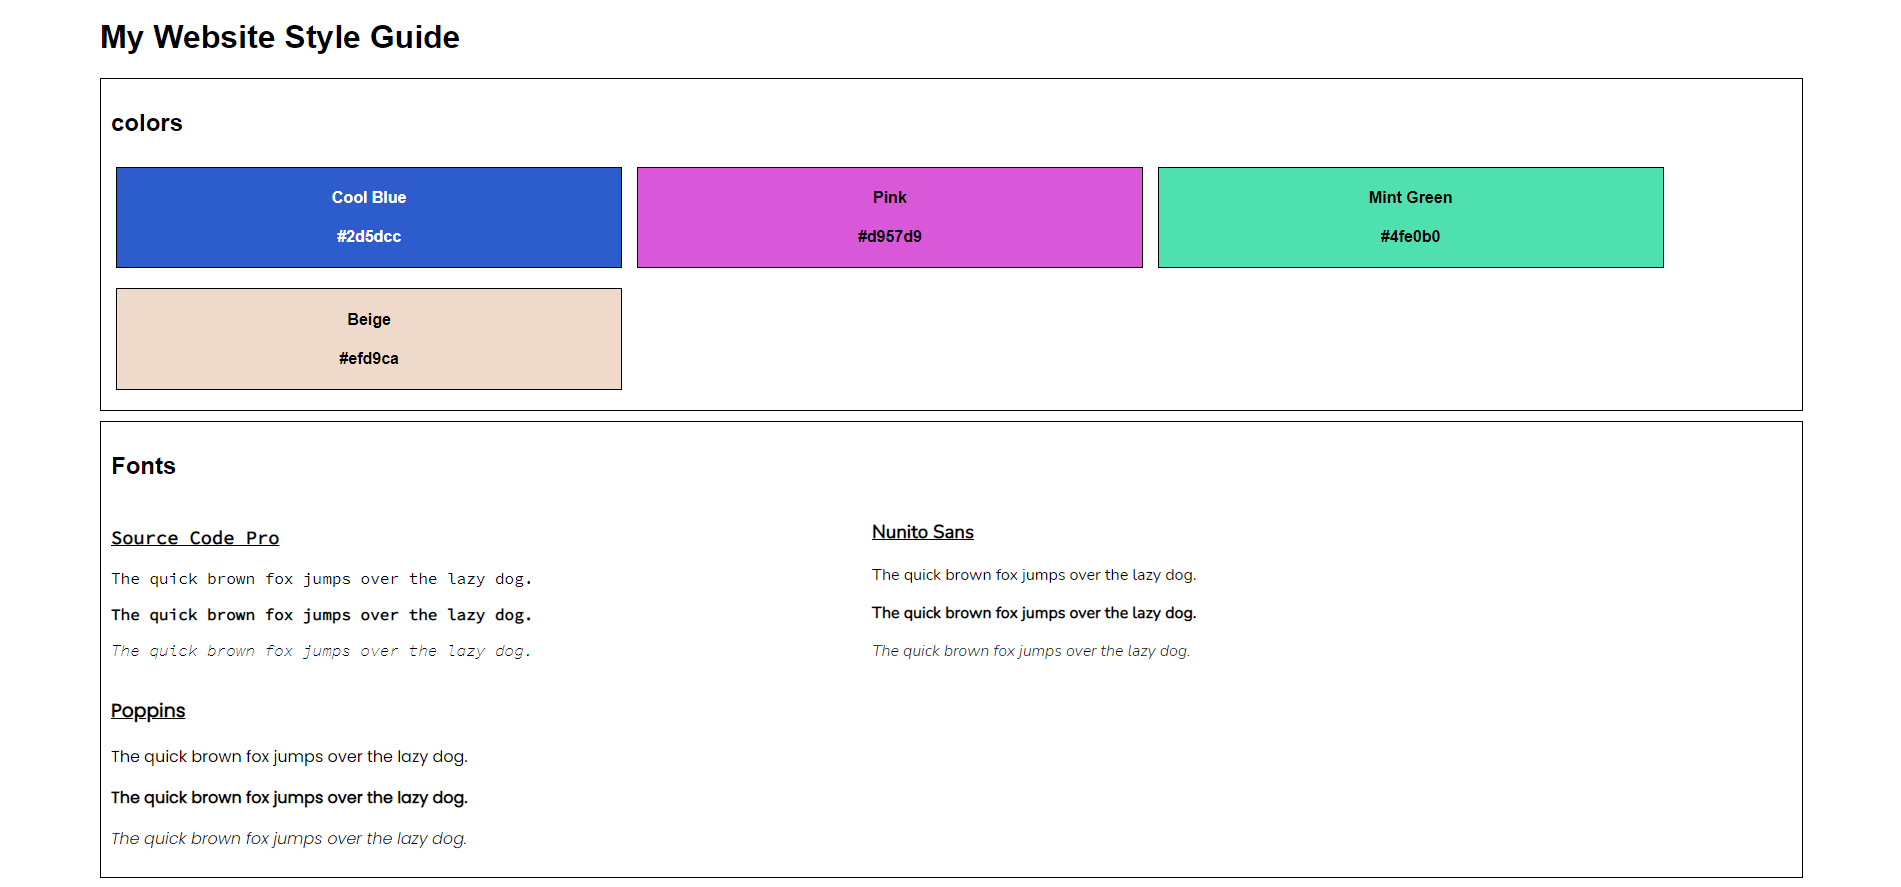 My Website Style Guide
colors
Cool Blue
#2d5dcc
Pink
#d957d9
Mint Green
#4fe0b0
Beige
#efd9ca
Fonts
Source Code Pro
The quick brown fox jumps over the lazy dog.
The quick brown fox jumps over the lazy dog.
The quick brown fox jumps over the lazy dog.
Nunito Sans
The quick brown fox jumps over the lazy dog.
The quick brown fox jumps over the lazy dog.
The quick brown fox jumps over the lazy dog.
Poppins
The quick brown fox jumps over the lazy dog.
The quick brown fox jumps over the lazy dog.
The quick brown fox jumps over the lazy dog.